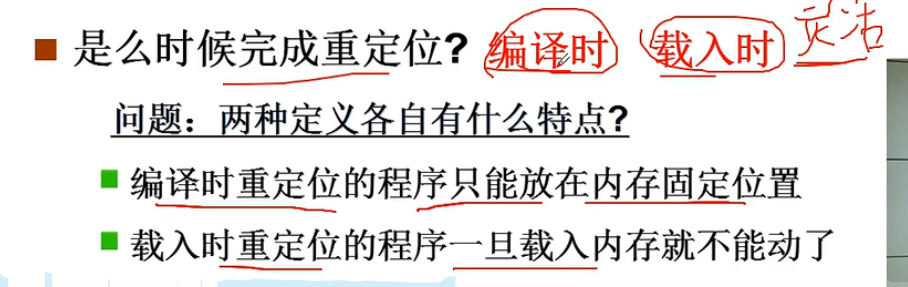 是么时候完成重定位? 编译时 载入时 灵活
问题：两种定义各自有什么特点?
编译时重定位的程序只能放在内存固定位置
载入时重定位的程序一旦载入内存就不能动了